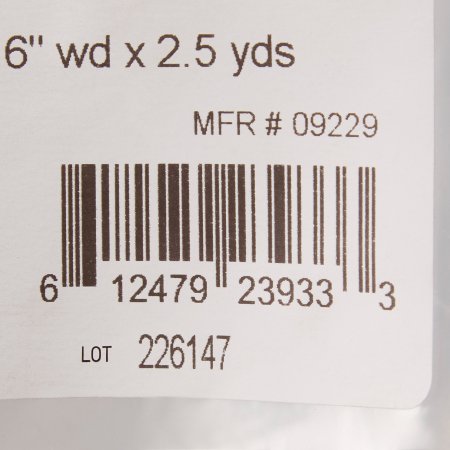 6" wd x 2.5 yds
MFR # 09229
6 12479 23933 3
LOT 226147